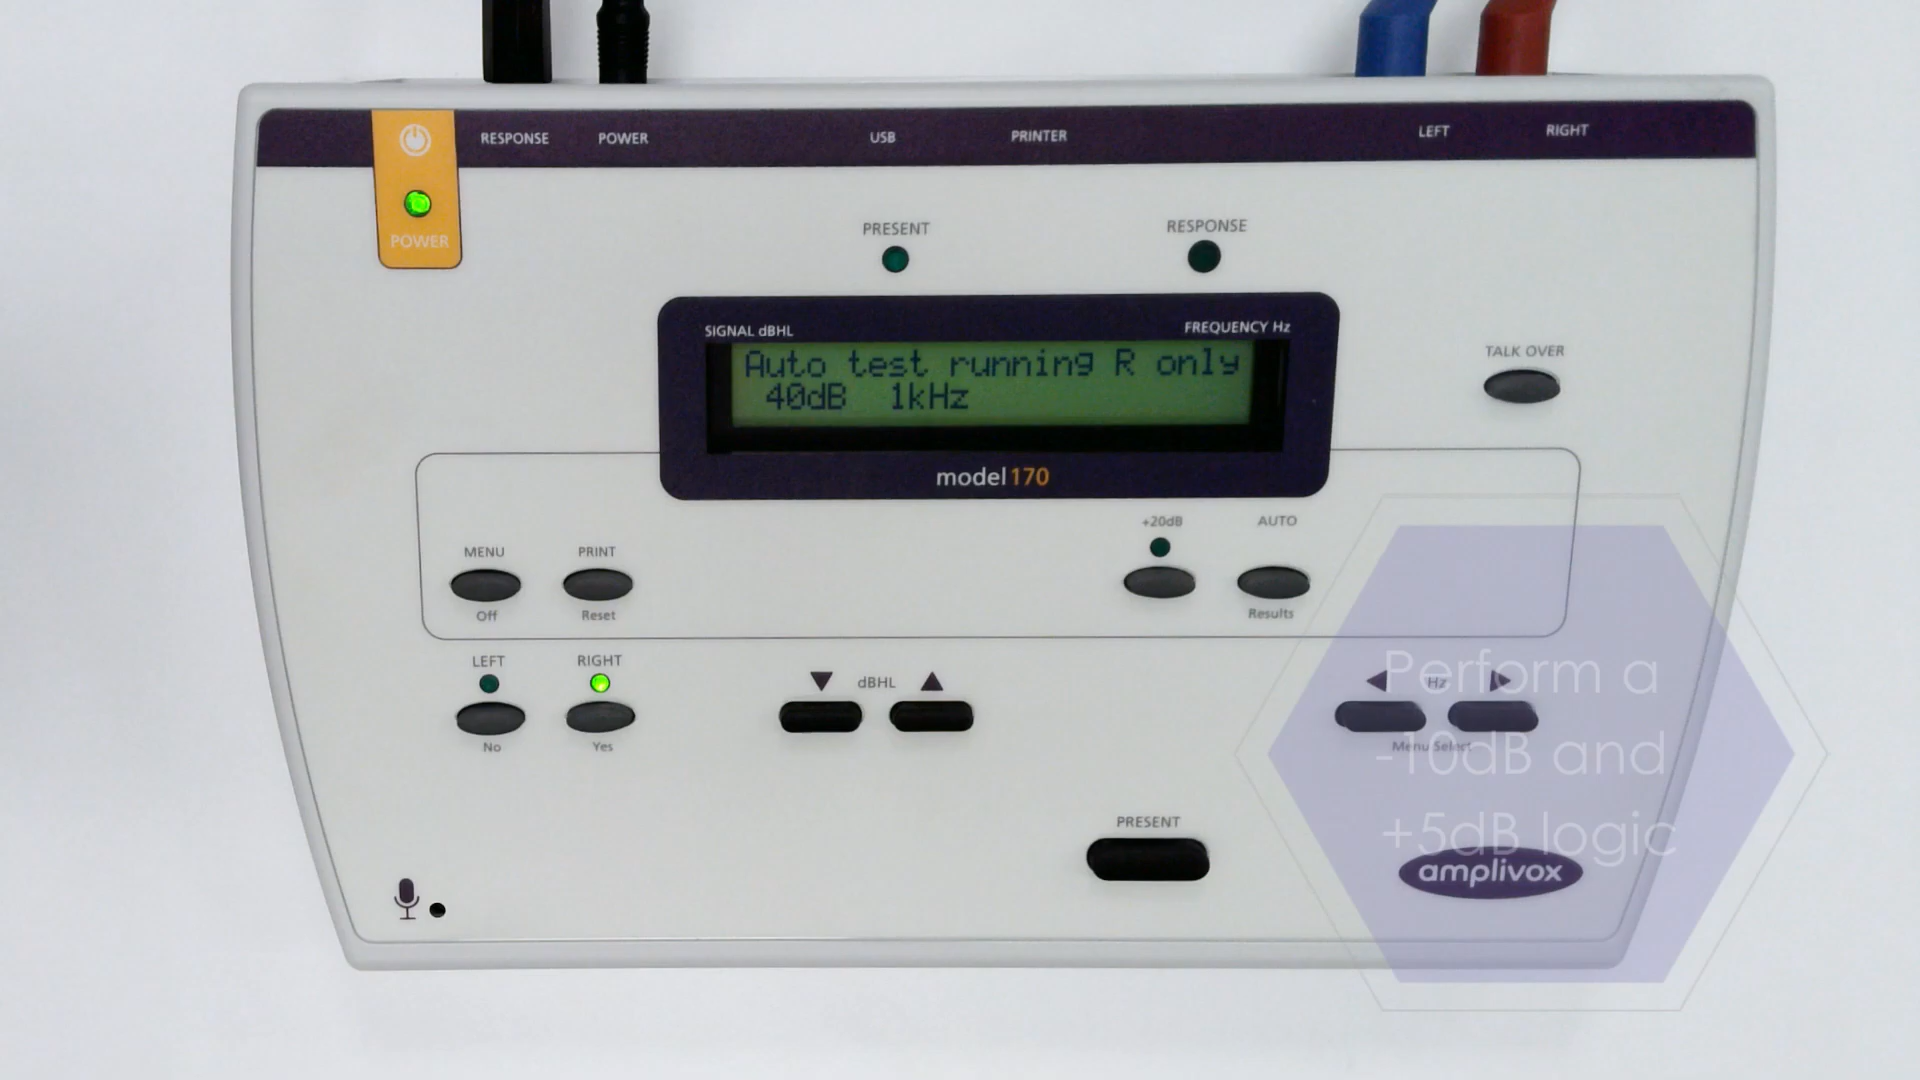 RESPONSE POWER USB PRINTER LEFT RIGHT
POWER
PRESENT RESPONSE
SIGNAL dBHL FREQUENCY Hz
Auto test running R only
40dB 1kHz
TALK OVER
model170
+20dB AUTO
MENU PRINT
Off Reset Results
LEFT RIGHT
dBHL Hz
No Yes Menu Select
Perform a
-10dB and
+5dB logic
PRESENT
amplivox